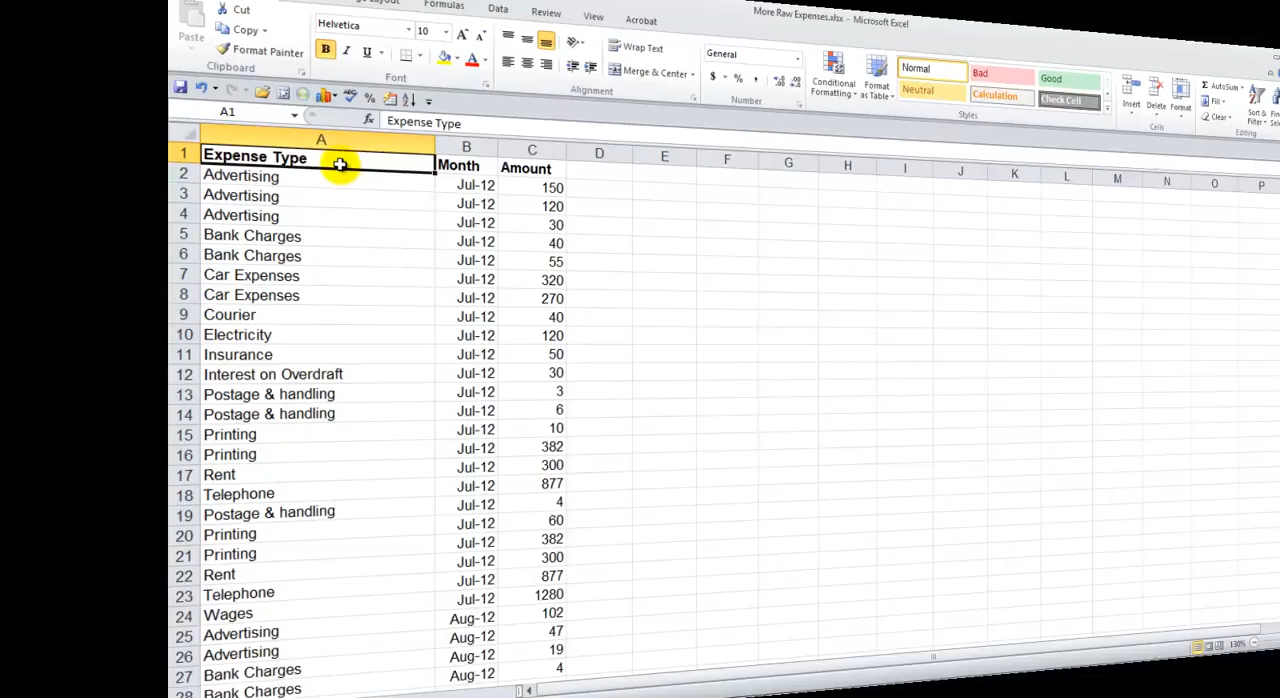 Cut
Formulas Data Review View Acrobat
More Raw Expenses.xlsx - Microsoft Excel
Copy
Helvetica 10
Paste Format Painter
B I U
Wrap Text
General
Clipboard
Merge & Center
$ % ,
Font
Alignment
Number
Conditional Formatting
Format as Table
Normal Bad Good
Neutral Calculation Check Cell
Styles
Insert Delete Format
Cells
AutoSum
Fill
Clear
Sort &
Filter
Editing
A1 fx Expense Type
A B C D E F G H I J K L M N O P
1 Expense Type Month Amount
2 Advertising Jul-12 150
3 Advertising Jul-12 120
4 Advertising Jul-12 30
5 Bank Charges Jul-12 40
6 Bank Charges Jul-12 55
7 Car Expenses Jul-12 320
8 Car Expenses Jul-12 270
9 Courier Jul-12 40
10 Electricity Jul-12 120
11 Insurance Jul-12 50
12 Interest on Overdraft Jul-12 30
13 Postage & handling Jul-12 3
14 Postage & handling Jul-12 6
15 Printing Jul-12 10
16 Printing Jul-12 382
17 Rent Jul-12 300
18 Telephone Jul-12 877
19 Postage & handling Jul-12 4
20 Printing Jul-12 60
21 Printing Jul-12 382
22 Rent Jul-12 300
23 Telephone Jul-12 877
24 Wages Jul-12 1280
25 Advertising Aug-12 102
26 Advertising Aug-12 47
27 Bank Charges Aug-12 19
28 Bank Charges Aug-12 4
130%